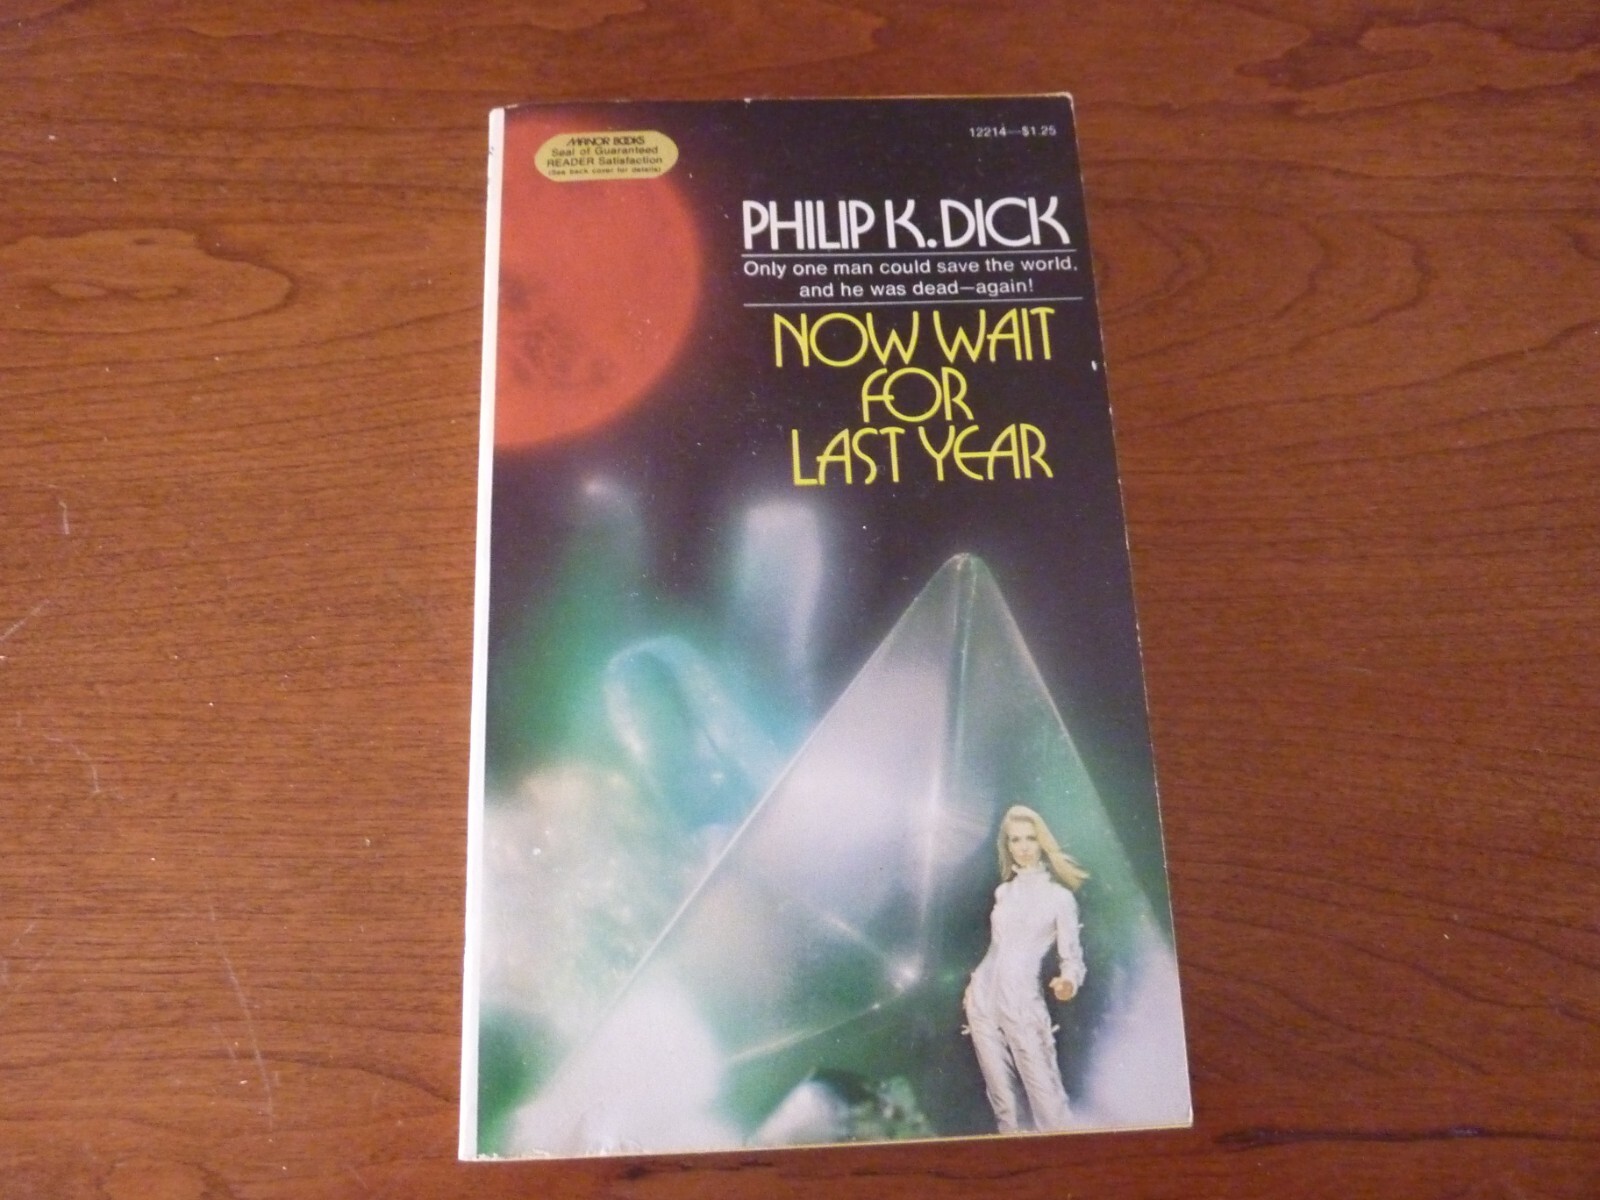 MANOR BOOKS
Seal of Guaranteed
READER Satisfaction
(See back cover for details)
12214—$1.25
PHILIP K. DICK
Only one man could save the world,
and he was dead—again!
NOW WAIT
FOR
LAST YEAR